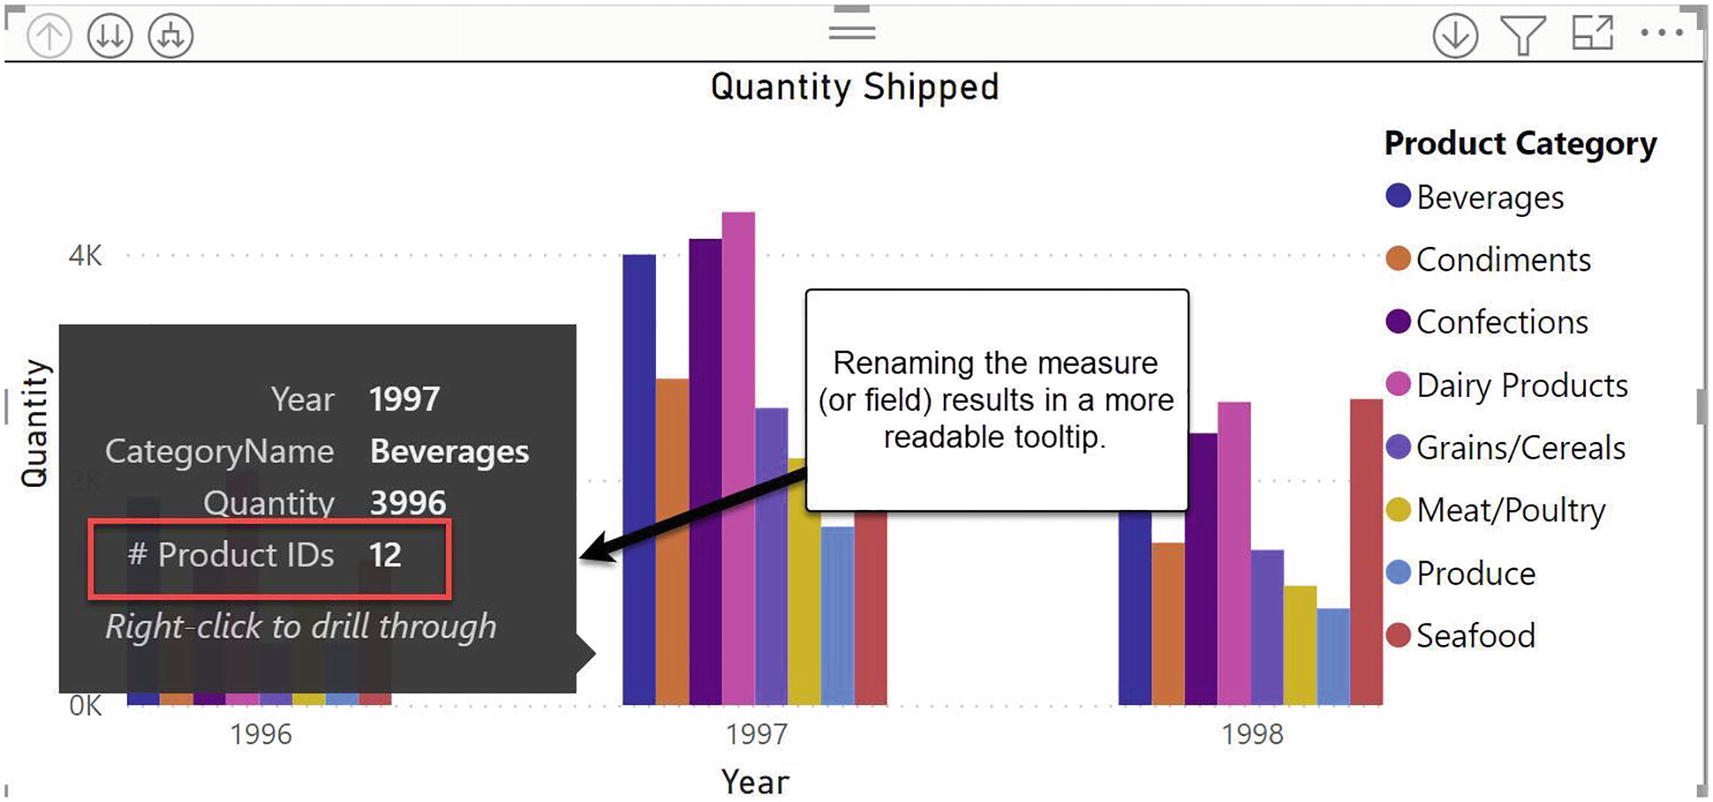 Quantity Shipped
Product Category
Beverages
Condiments
Confections
Dairy Products
Grains/Cereals
Meat/Poultry
Produce
Seafood
4K
2K
0K
Quantity
Year 1997
CategoryName Beverages
Quantity 3996
# Product IDs 12
Right-click to drill through
Renaming the measure
(or field) results in a more
readable tooltip.
1996
1997
1998
Year